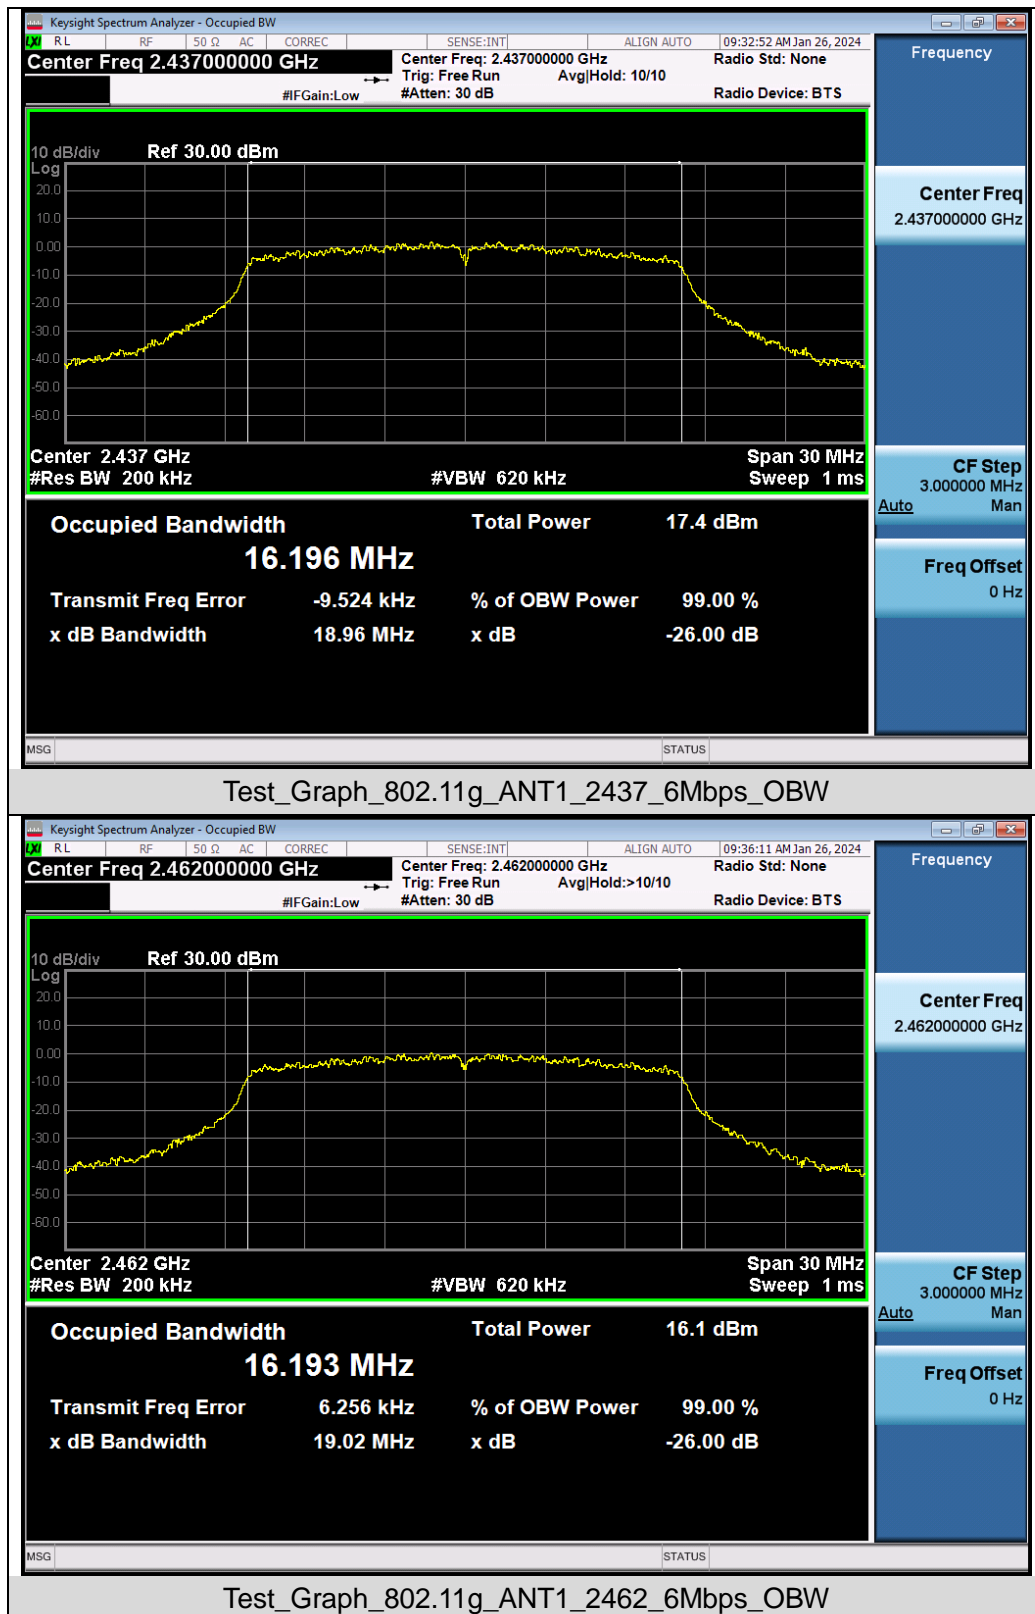 Keysight Spectrum Analyzer - Occupied BW
LXI RL RF 50 Ω AC CORREC SENSE:INT ALIGN AUTO 09:32:52 AM Jan 26, 2024
Center Freq 2.437000000 GHz
Center Freq: 2.437000000 GHz
Radio Std: None
Trig: Free Run Avg|Hold: 10/10
#IFGain:Low
#Atten: 30 dB
Radio Device: BTS
Frequency
10 dB/div Ref 30.00 dBm
Log
20.0
10.0
0.00
-10.0
-20.0
-30.0
-40.0
-50.0
-60.0
Center 2.437 GHz Span 30 MHz
#Res BW 200 kHz #VBW 620 kHz Sweep 1 ms
Center Freq
2.437000000 GHz
CF Step
3.000000 MHz
Auto Man
Freq Offset
0 Hz
Occupied Bandwidth Total Power 17.4 dBm
16.196 MHz
Transmit Freq Error -9.524 kHz % of OBW Power 99.00 %
x dB Bandwidth 18.96 MHz x dB -26.00 dB
MSG STATUS
Test_Graph_802.11g_ANT1_2437_6Mbps_OBW
Keysight Spectrum Analyzer - Occupied BW
LXI RL RF 50 Ω AC CORREC SENSE:INT ALIGN AUTO 09:36:11 AM Jan 26, 2024
Center Freq 2.462000000 GHz
Center Freq: 2.462000000 GHz
Radio Std: None
Trig: Free Run Avg|Hold:>10/10
#IFGain:Low
#Atten: 30 dB
Radio Device: BTS
Frequency
10 dB/div Ref 30.00 dBm
Log
20.0
10.0
0.00
-10.0
-20.0
-30.0
-40.0
-50.0
-60.0
Center 2.462 GHz Span 30 MHz
#Res BW 200 kHz #VBW 620 kHz Sweep 1 ms
Center Freq
2.462000000 GHz
CF Step
3.000000 MHz
Auto Man
Freq Offset
0 Hz
Occupied Bandwidth Total Power 16.1 dBm
16.193 MHz
Transmit Freq Error 6.256 kHz % of OBW Power 99.00 %
x dB Bandwidth 19.02 MHz x dB -26.00 dB
MSG STATUS
Test_Graph_802.11g_ANT1_2462_6Mbps_OBW